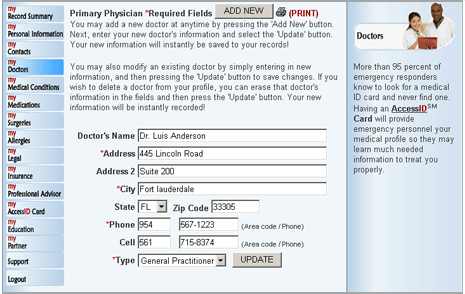 my
Record Summary
my
Personal Information
my
Contacts
my
Doctors
my
Medical Conditions
my
Medications
my
Surgeries
my
Allergies
my
Legal
my
Insurance
my
Professional Advisor
my
AccessID Card
my
Education
my
Partner
Support
Logout
Primary Physician *Required Fields ADD NEW (PRINT)
You may add a new doctor at anytime by pressing the 'Add New' button.
Next, enter your new doctor's information and select the 'Update' button.
Your new information will instantly be saved to your records!
You may also modify an existing doctor by simply entering in new
information, and then pressing the 'Update' button to save changes. If you
wish to delete a doctor from your profile, you can erase that doctor's
information in the fields and then press the 'Update' button. Your new
information will be instantly recorded!
Doctor's Name Dr. Luis Anderson
*Address 445 Lincoln Road
Address 2 Suite 200
*City Fort lauderdale
State FL Zip Code 33305
*Phone 954 567-1223 (Area code / Phone)
Cell 561 715-8374 (Area code / Phone)
*Type General Practitioner UPDATE
Doctors
More than 95 percent of
emergency responders
know to look for a medical
ID card and never find one.
Having an AccessID℠
Card will provide
emergency personnel your
medical profile so they may
learn much needed
information to treat you
properly.